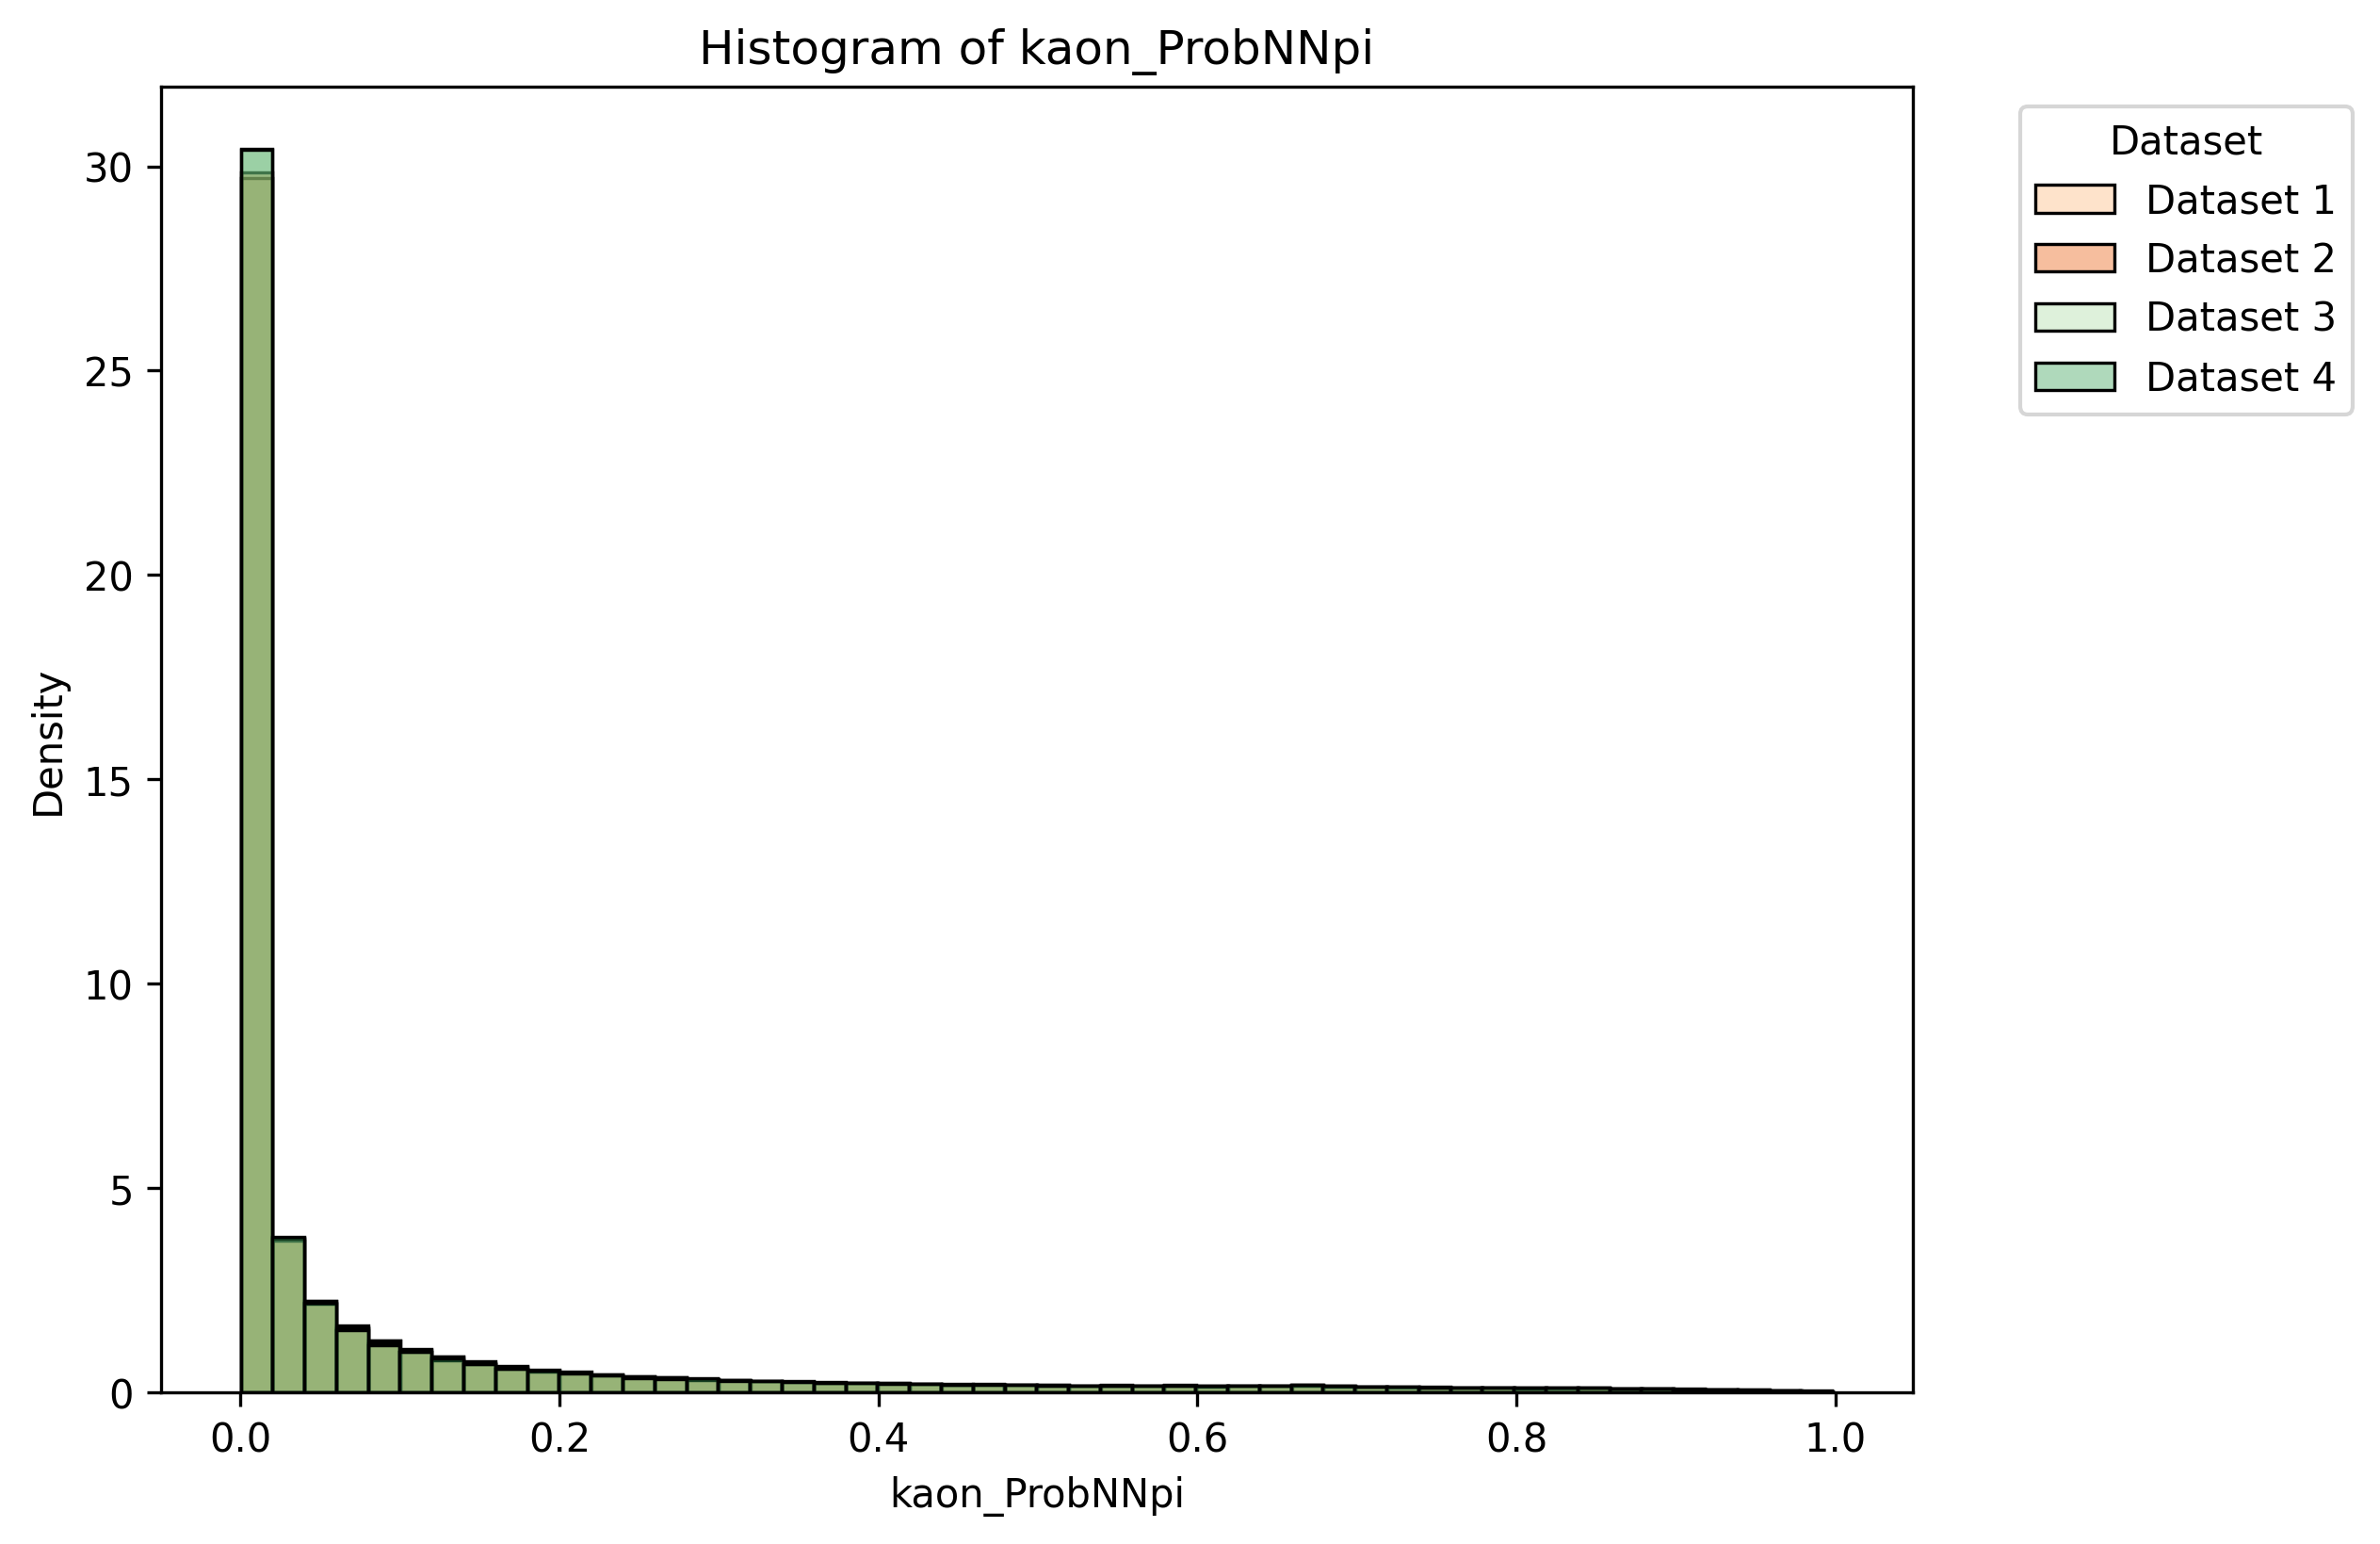 Histogram of kaon_ProbNNpi
Dataset
Dataset 1
Dataset 2
Dataset 3
Dataset 4
Density
30
25
20
15
10
5
0
0.0
0.2
0.4
0.6
0.8
1.0
kaon_ProbNNpi